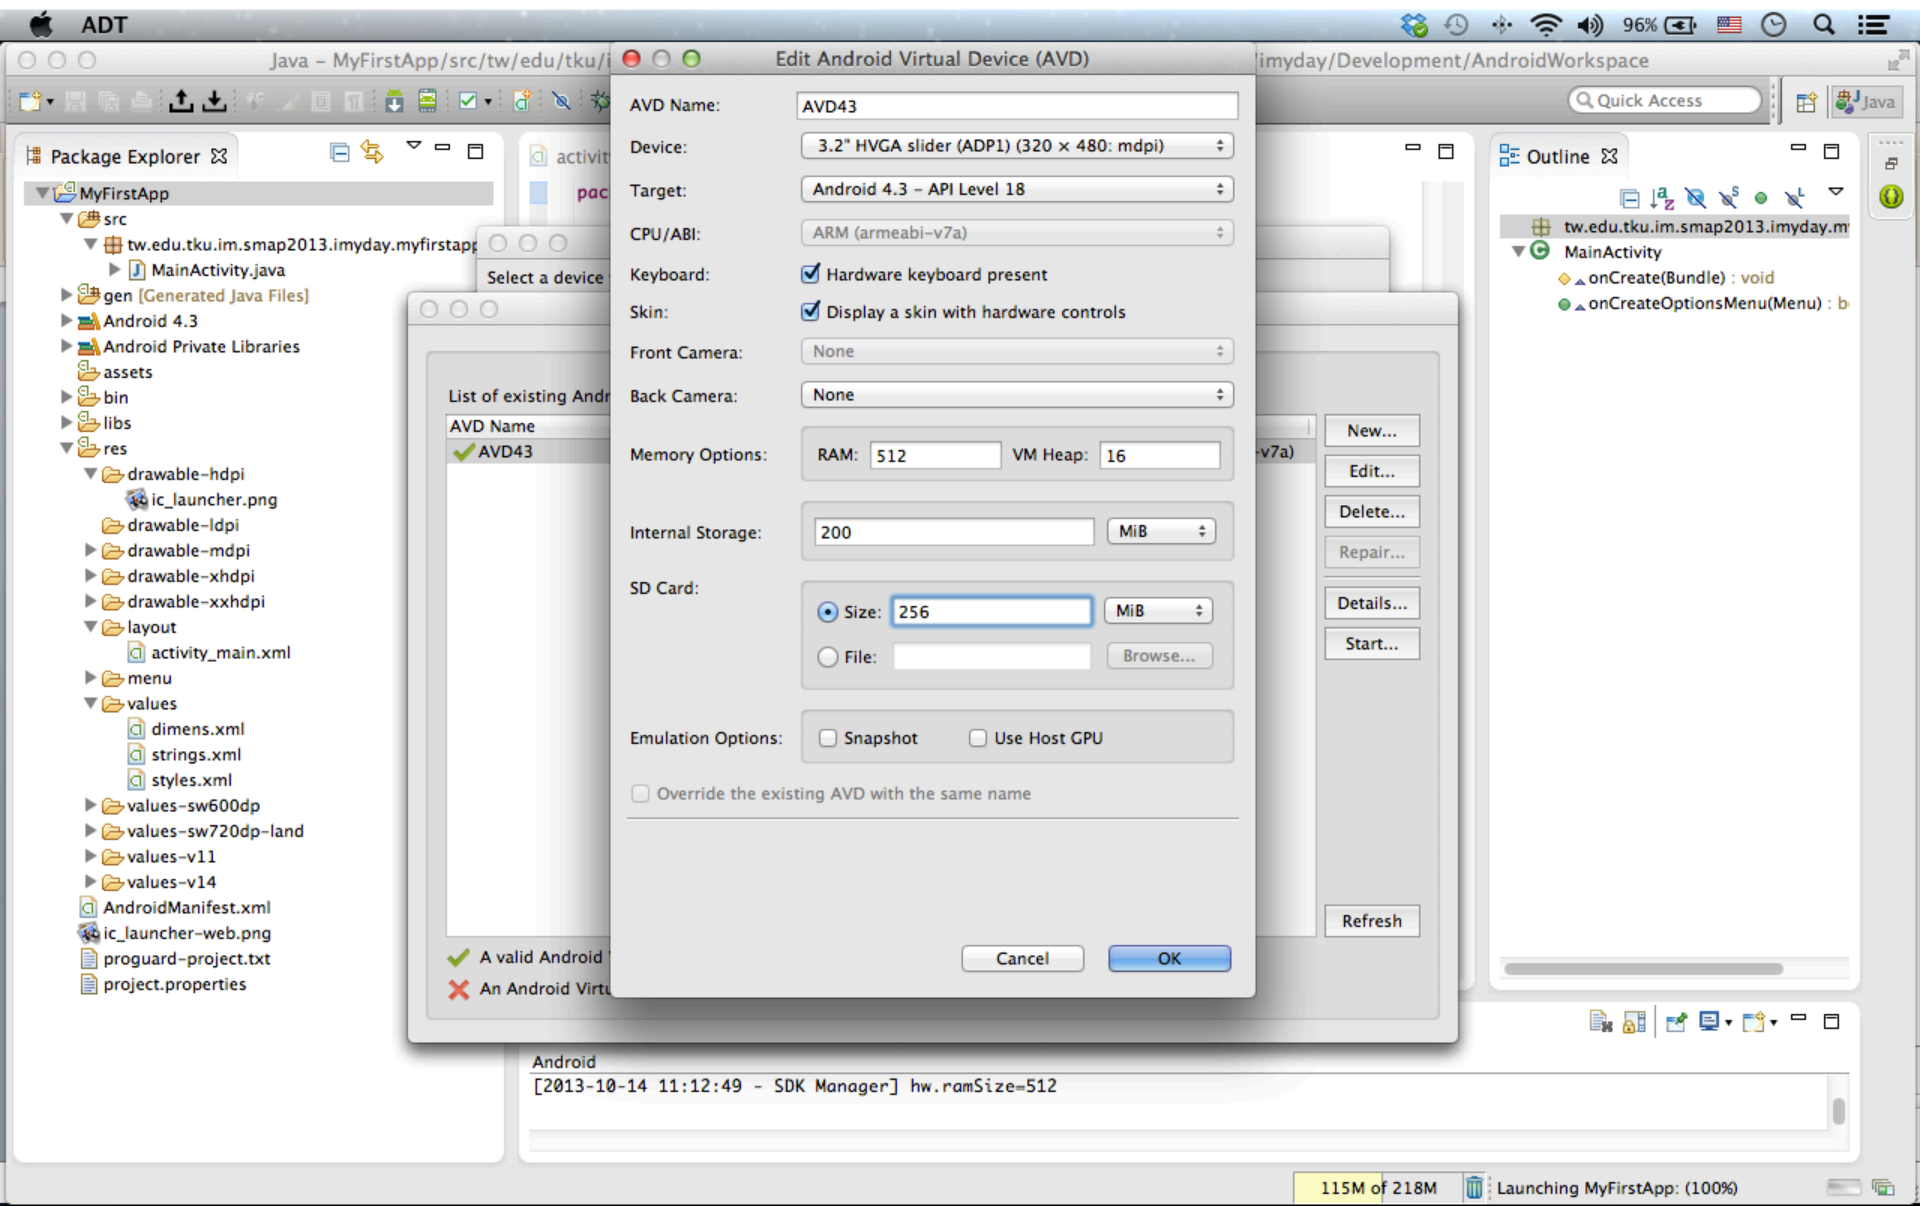 ADT
96%
Java – MyFirstApp/src/tw/edu/tku/i
imyday/Development/AndroidWorkspace
Quick Access
Java
Package Explorer
MyFirstApp
src
tw.edu.tku.im.smap2013.imyday.myfirstapp
MainActivity.java
gen [Generated Java Files]
Android 4.3
Android Private Libraries
assets
bin
libs
res
drawable-hdpi
ic_launcher.png
drawable-ldpi
drawable-mdpi
drawable-xhdpi
drawable-xxhdpi
layout
activity_main.xml
menu
values
dimens.xml
strings.xml
styles.xml
values-sw600dp
values-sw720dp-land
values-v11
values-v14
AndroidManifest.xml
ic_launcher-web.png
proguard-project.txt
project.properties
activit
pac
Select a device
List of existing Andr
AVD Name
AVD43
-v7a)
A valid Android
An Android Virtu
New...
Edit...
Delete...
Repair...
Details...
Start...
Refresh
Edit Android Virtual Device (AVD)
AVD Name: AVD43
Device: 3.2" HVGA slider (ADP1) (320 × 480: mdpi)
Target: Android 4.3 – API Level 18
CPU/ABI: ARM (armeabi-v7a)
Keyboard: Hardware keyboard present
Skin: Display a skin with hardware controls
Front Camera: None
Back Camera: None
Memory Options: RAM: 512 VM Heap: 16
Internal Storage: 200 MiB
SD Card:
Size: 256 MiB
File: Browse...
Emulation Options: Snapshot Use Host GPU
Override the existing AVD with the same name
Cancel OK
Outline
tw.edu.tku.im.smap2013.imyday.m
MainActivity
onCreate(Bundle) : void
onCreateOptionsMenu(Menu) : b
Android
[2013-10-14 11:12:49 - SDK Manager] hw.ramSize=512
115M of 218M
Launching MyFirstApp: (100%)